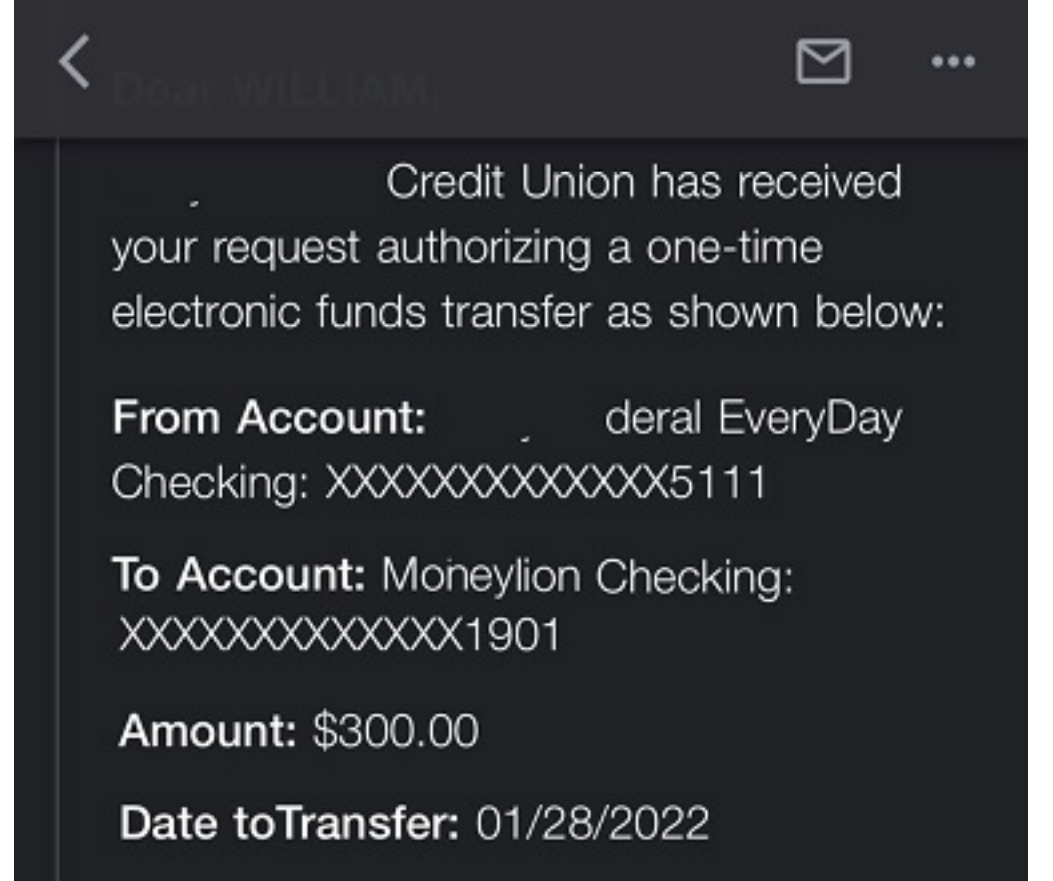 Dear WILLIAM,
Credit Union has received
your request authorizing a one-time
electronic funds transfer as shown below:
From Account: deral EveryDay
Checking: XXXXXXXXXXXXX5111
To Account: Moneylion Checking:
XXXXXXXXXXXXX1901
Amount: $300.00
Date toTransfer: 01/28/2022